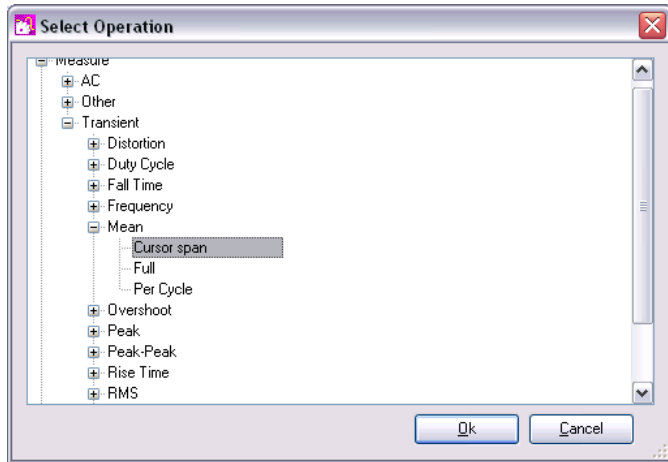 Select Operation
Measure
AC
Other
Transient
Distortion
Duty Cycle
Fall Time
Frequency
Mean
Cursor span
Full
Per Cycle
Overshoot
Peak
Peak-Peak
Rise Time
RMS
Ok
Cancel